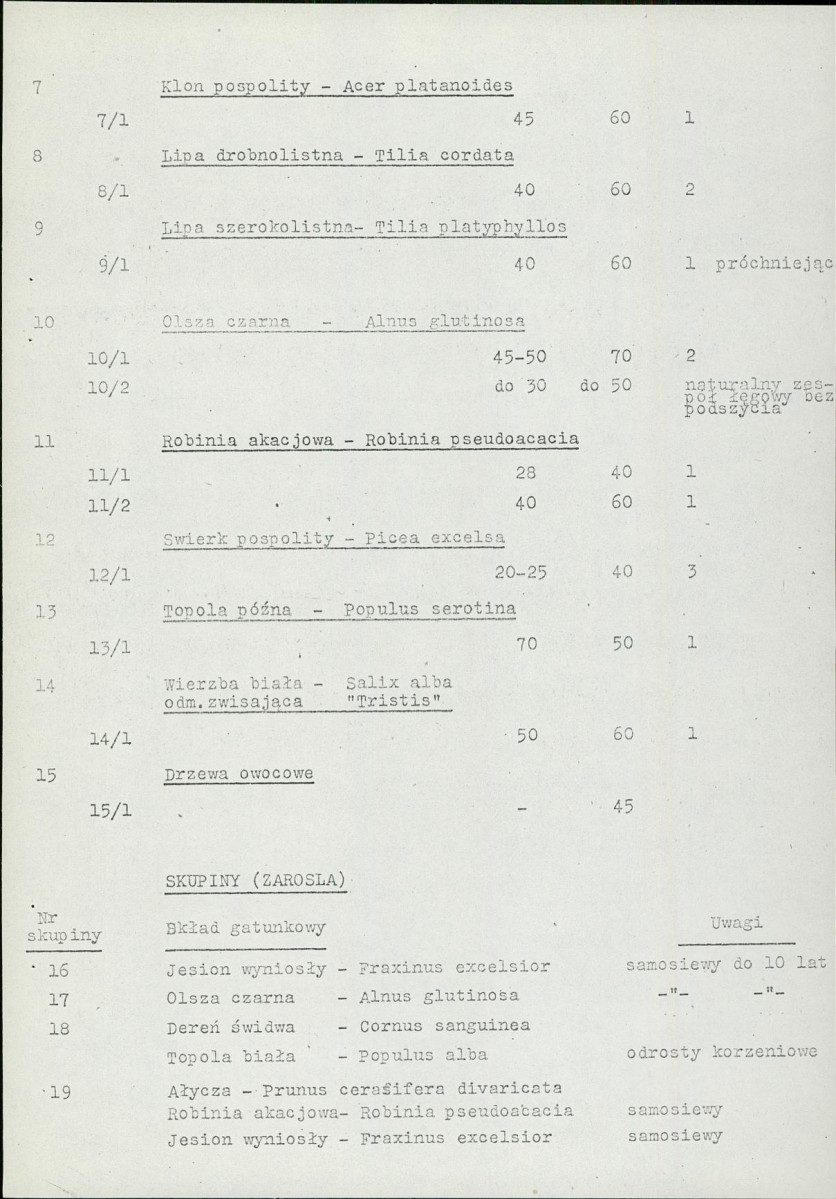 7 Klon pospolity - Acer platanoides
7/1 45 60 1
8 Lipa drobnolistna - Tilia cordata
8/1 40 60 2
9 Lipa szerokolistna- Tilia platyphyllos
9/1 40 60 1 próchniejąc
10 Olsza czarna - Alnus glutinosa
10/1 45-50 70 2
10/2 do 30 do 50 naturalny zes-
pół łęgowy bez
podszycia
11 Robinia akacjowa - Robinia pseudoacacia
11/1 28 40 1
11/2 40 60 1
12 Swierk pospolity - Picea excelsa
12/1 20-25 40 3
13 Topola późna - Populus serotina
13/1 70 50 1
14 Wierzba biała - Salix alba
odm.zwisająca "Tristis"
14/1 50 60 1
15 Drzewa owocowe
15/1 - 45
SKUPINY (ZAROSLA)
Nr
skupiny Skład gatunkowy Uwagi
16 Jesion wyniosły - Fraxinus excelsior samosiewy do 10 lat
17 Olsza czarna - Alnus glutinosa -"- -"-
18 Dereń świdwa - Cornus sanguinea
Topola biała - Populus alba odrosty korzeniowe
19 Ałycza - Prunus cerasifera divaricata
Robinia akacjowa- Robinia pseudoacacia samosiewy
Jesion wyniosły - Fraxinus excelsior samosiewy